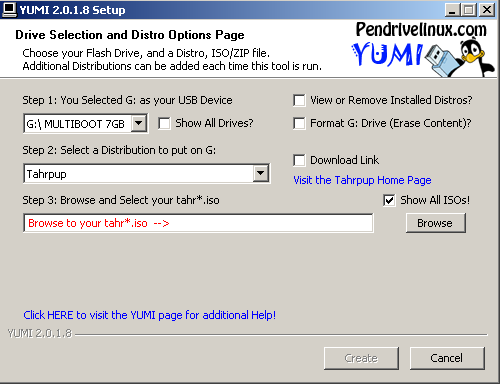 YUMI 2.0.1.8 Setup
Pendrivelinux.com
YUMI
Drive Selection and Distro Options Page
Choose your Flash Drive, and a Distro, ISO/ZIP file.
Additional Distributions can be added each time this tool is run.
Step 1: You Selected G: as your USB Device
View or Remove Installed Distros?
G:\ MULTIBOOT 7GB
Show All Drives?
Format G: Drive (Erase Content)?
Step 2: Select a Distribution to put on G:
Download Link
Tahrpup
Visit the Tahrpup Home Page
Step 3: Browse and Select your tahr*.iso
Show All ISOs!
Browse to your tahr*.iso -->
Browse
Click HERE to visit the YUMI page for additional Help!
YUMI 2.0.1.8
Create
Cancel